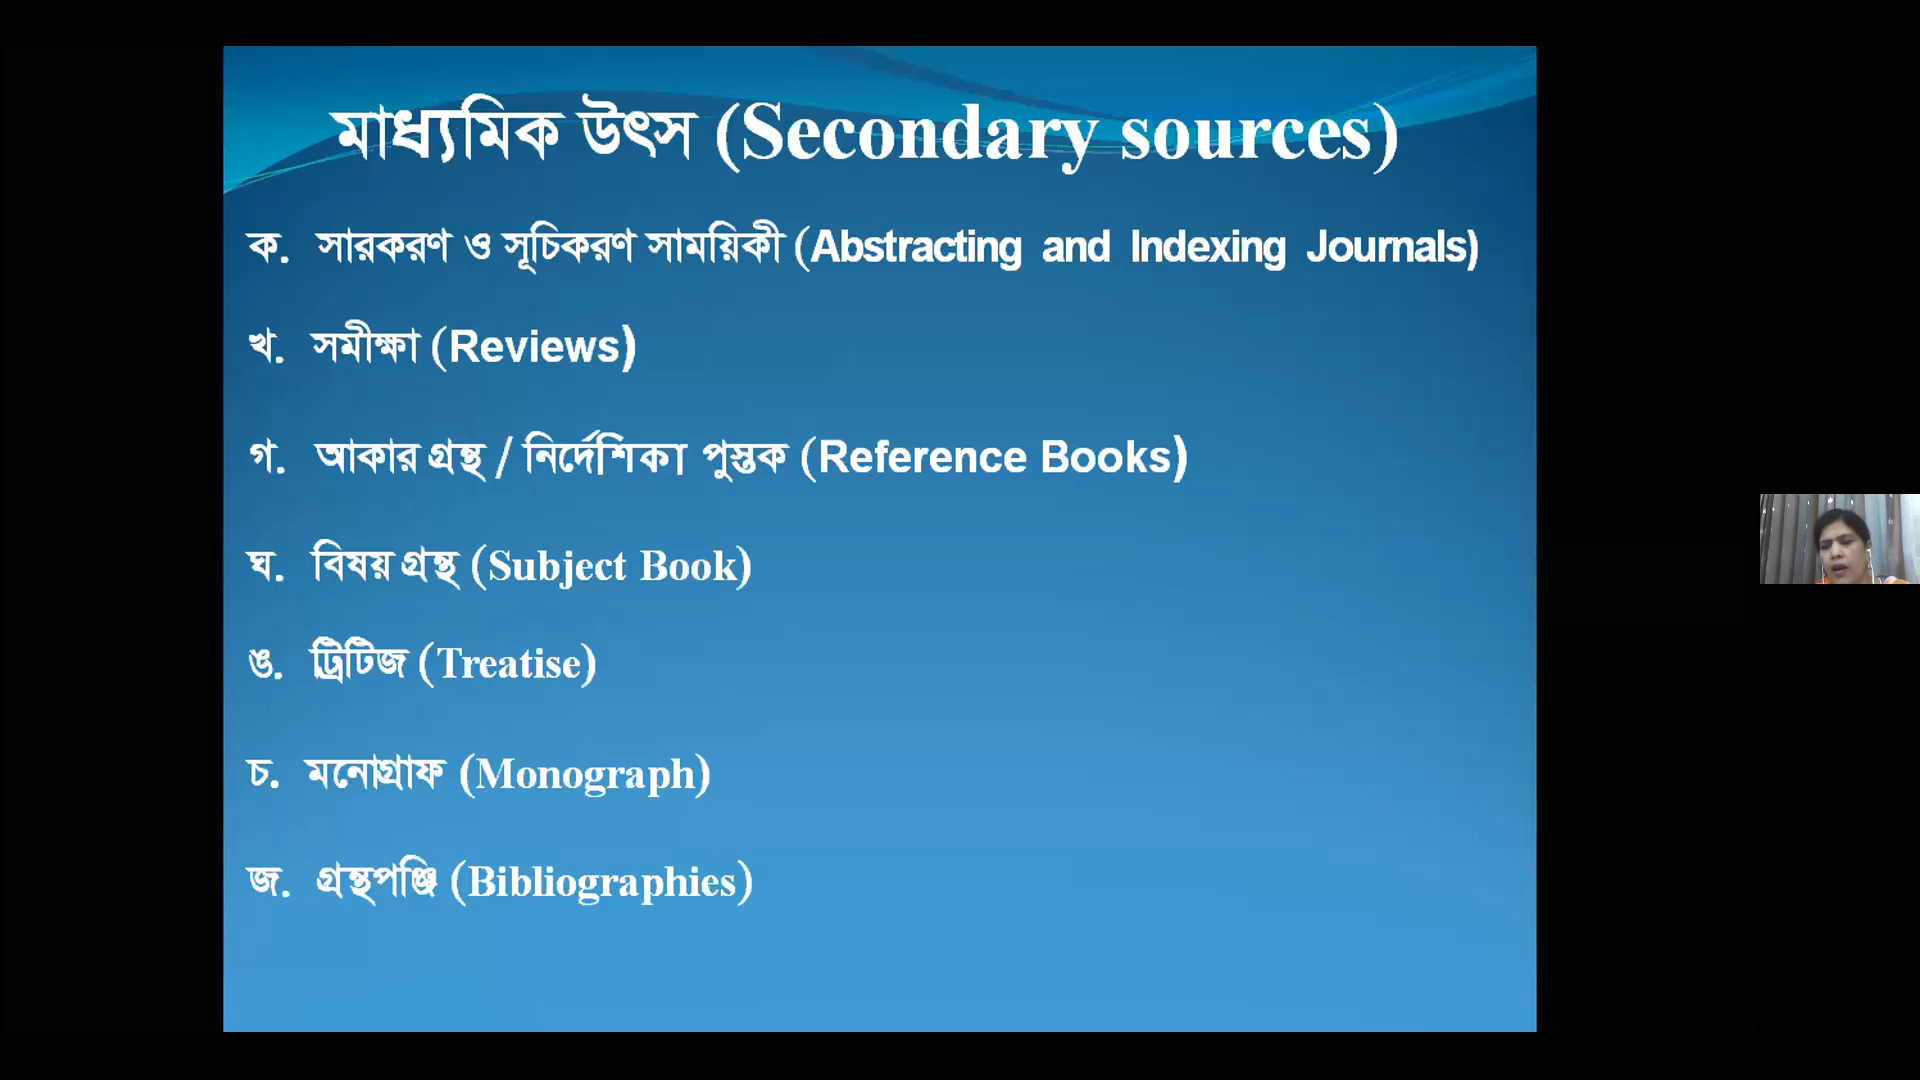 মাধ্যমিক উৎস (Secondary sources)
ক. সারকরণ ও সূচিকরণ সাময়িকী (Abstracting and Indexing Journals)
খ. সমীক্ষা (Reviews)
গ. আকার গ্রন্থ / নির্দেশিকা পুস্তক (Reference Books)
ঘ. বিষয় গ্রন্থ (Subject Book)
ঙ. ট্রিটিজ (Treatise)
চ. মনোগ্রাফ (Monograph)
জ. গ্রন্থপঞ্জি (Bibliographies)